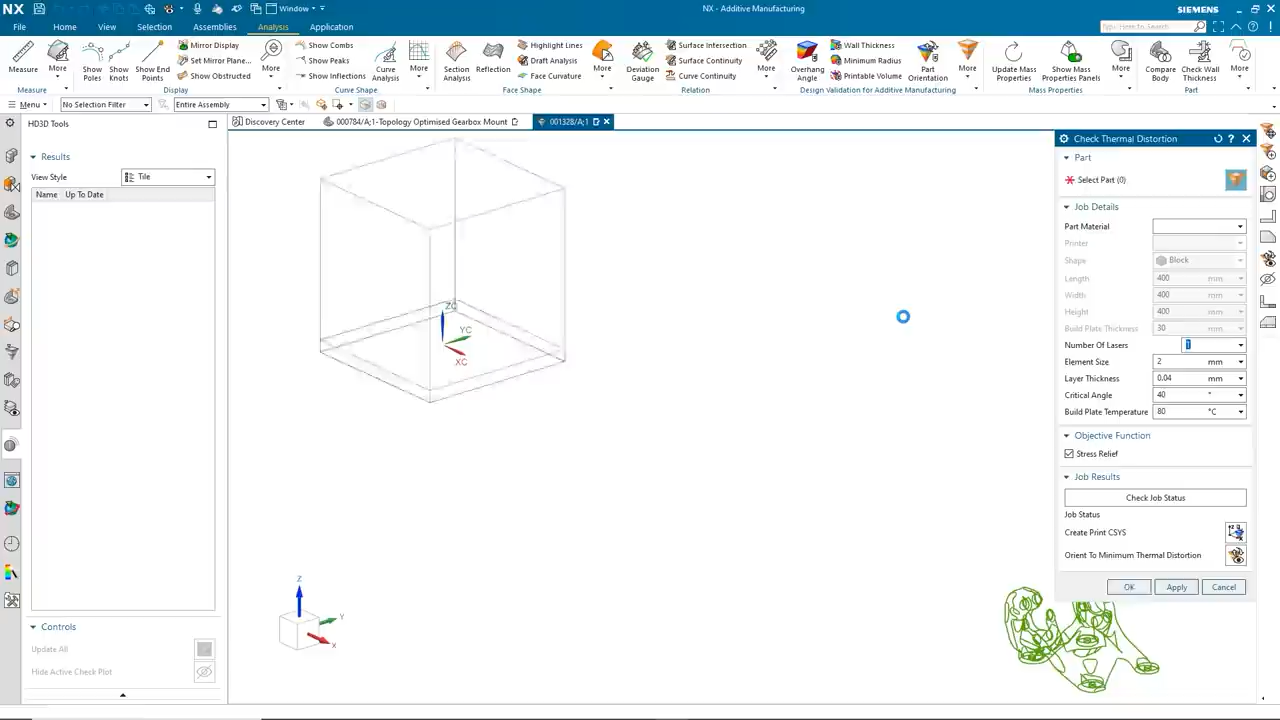 NX
Window
NX - Additive Manufacturing
SIEMENS
File
Home
View
Selection
Assemblies
Analysis
Application
Type Here to Search
Measure
More
Measure
Show Poles
Show Knots
Show End Points
Mirror Display
Set Mirror Plane...
Show Obstructed
More
Display
Show Combs
Show Peaks
Show Inflections
Curve Analysis
More
Curve Shape
Section Analysis
Reflection
Highlight Lines
Draft Analysis
Face Curvature
More
Face Shape
Deviation Gauge
Surface Intersection
Surface Continuity
Curve Continuity
More
Relation
Overhang Angle
Wall Thickness
Minimum Radius
Printable Volume
Part Orientation
More
Design Validation for Additive Manufacturing
Update Mass Properties
Show Mass Properties Panels
More
Mass Properties
Compare Body
Check Wall Thickness
More
Part
Menu
No Selection Filter
Entire Assembly
HD3D Tools
Discovery Center
000784/A;1-Topology Optimised Gearbox Mount
001328/A;1
Results
View Style
Tile
Name
Up To Date
Controls
Update All
Hide Active Check Plot
ZC
YC
XC
Z
Y
X
Check Thermal Distortion
Part
Select Part (0)
Job Details
Part Material
Printer
Shape Block
Length 400 mm
Width 400 mm
Height 400 mm
Build Plate Thickness 30 mm
Number Of Lasers 1
Element Size 2 mm
Layer Thickness 0.04 mm
Critical Angle 40 °
Build Plate Temperature 80 °C
Objective Function
Stress Relief
Job Results
Check Job Status
Job Status
Create Print CSYS
Orient To Minimum Thermal Distortion
OK
Apply
Cancel